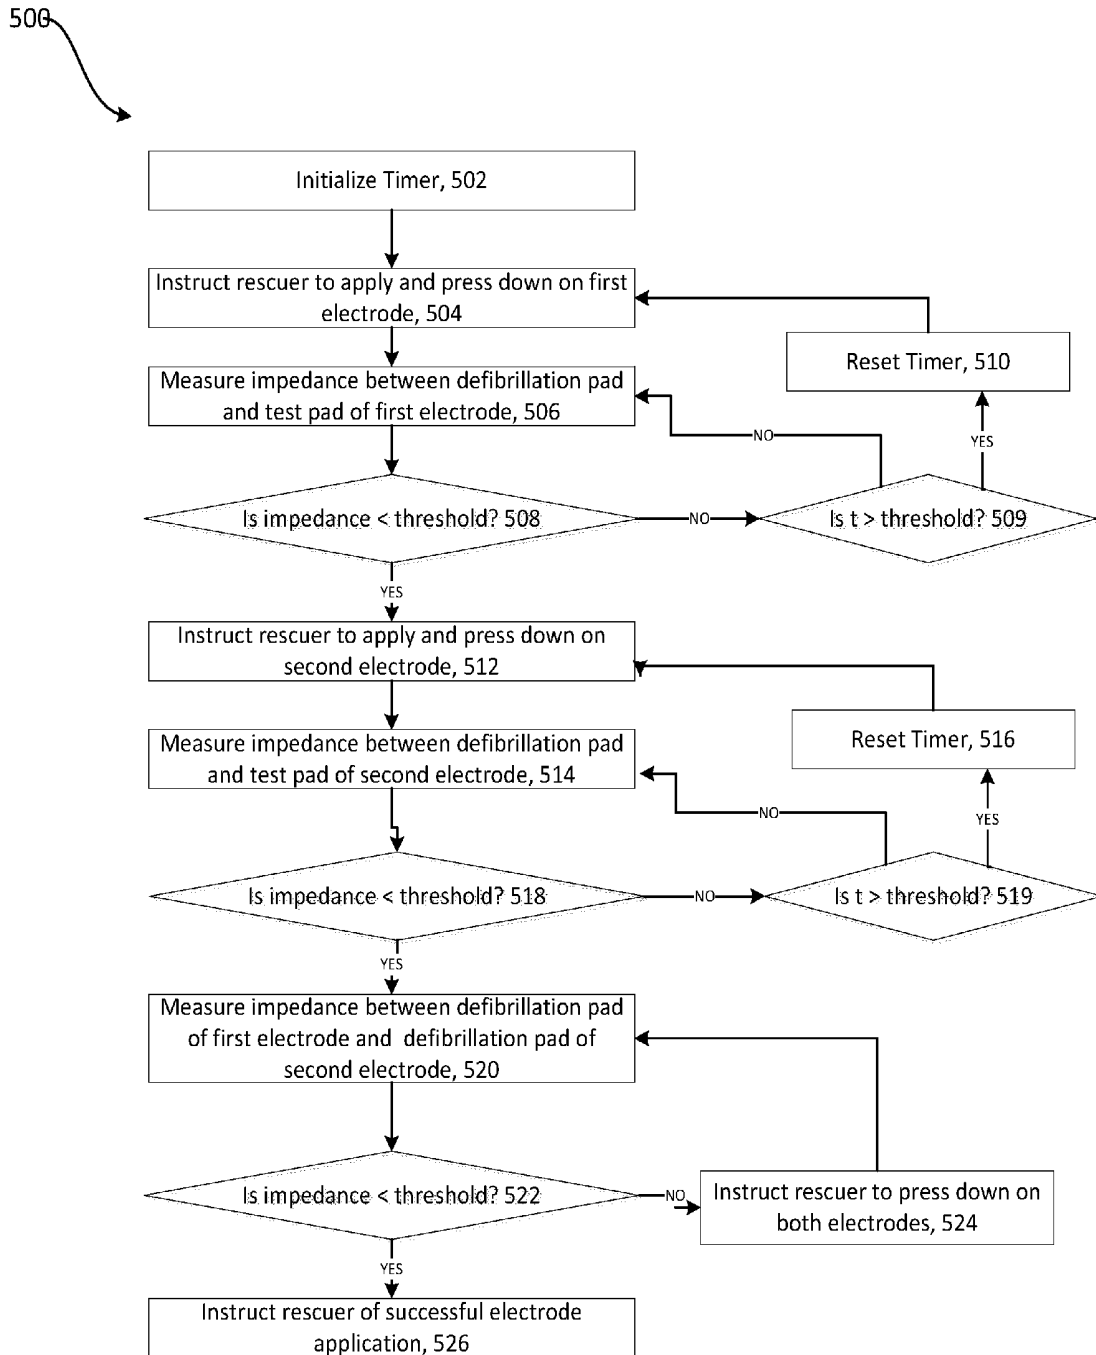 500
Initialize Timer, 502
Instruct rescuer to apply and press down on first
electrode, 504
Reset Timer, 510
Measure impedance between defibrillation pad
and test pad of first electrode, 506
NO
YES
Is impedance < threshold? 508
NO
Is t > threshold? 509
YES
Instruct rescuer to apply and press down on
second electrode, 512
Reset Timer, 516
Measure impedance between defibrillation pad
and test pad of second electrode, 514
NO
YES
Is impedance < threshold? 518
NO
Is t > threshold? 519
YES
Measure impedance between defibrillation pad
of first electrode and defibrillation pad of
second electrode, 520
Is impedance < threshold? 522
NO
Instruct rescuer to press down on
both electrodes, 524
YES
Instruct rescuer of successful electrode
application, 526